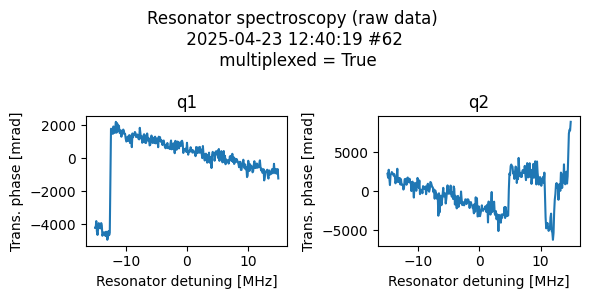 Resonator spectroscopy (raw data)
2025-04-23 12:40:19 #62
multiplexed = True
q1
Trans. phase [mrad]
2000
0
−2000
−4000
−10
0
10
Resonator detuning [MHz]
q2
Trans. phase [mrad]
5000
0
−5000
−10
0
10
Resonator detuning [MHz]